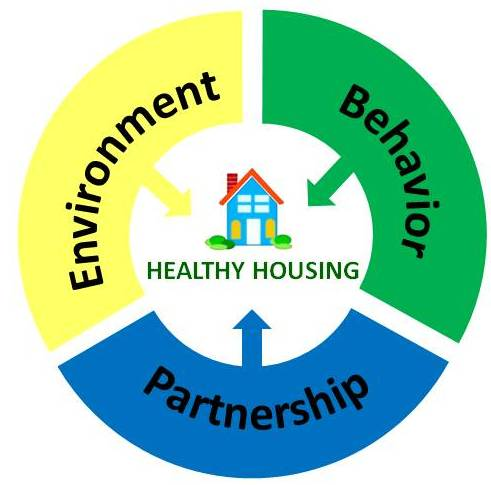 Environment
Behavior
HEALTHY HOUSING
Partnership